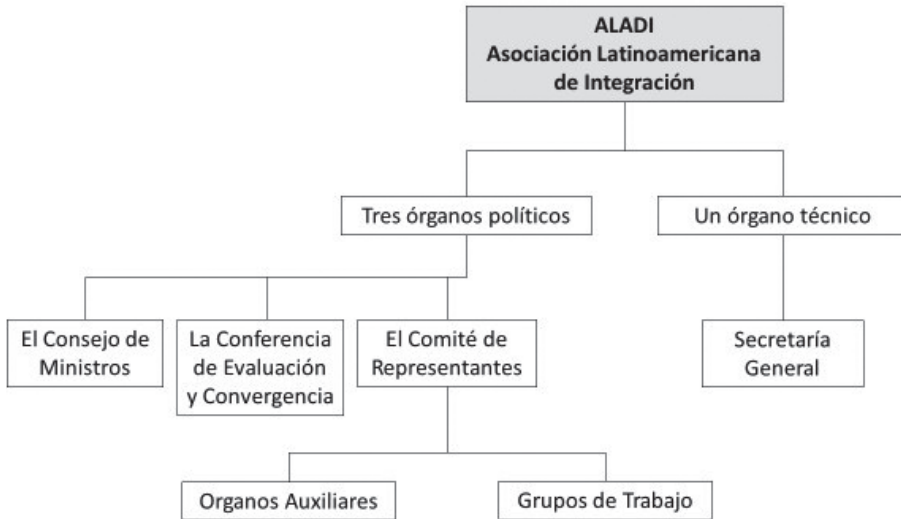 ALADI
Asociación Latinoamericana
de Integración
Tres órganos políticos
Un órgano técnico
El Consejo de
Ministros
La Conferencia
de Evaluación
y Convergencia
El Comité de
Representantes
Secretaría
General
Organos Auxiliares
Grupos de Trabajo